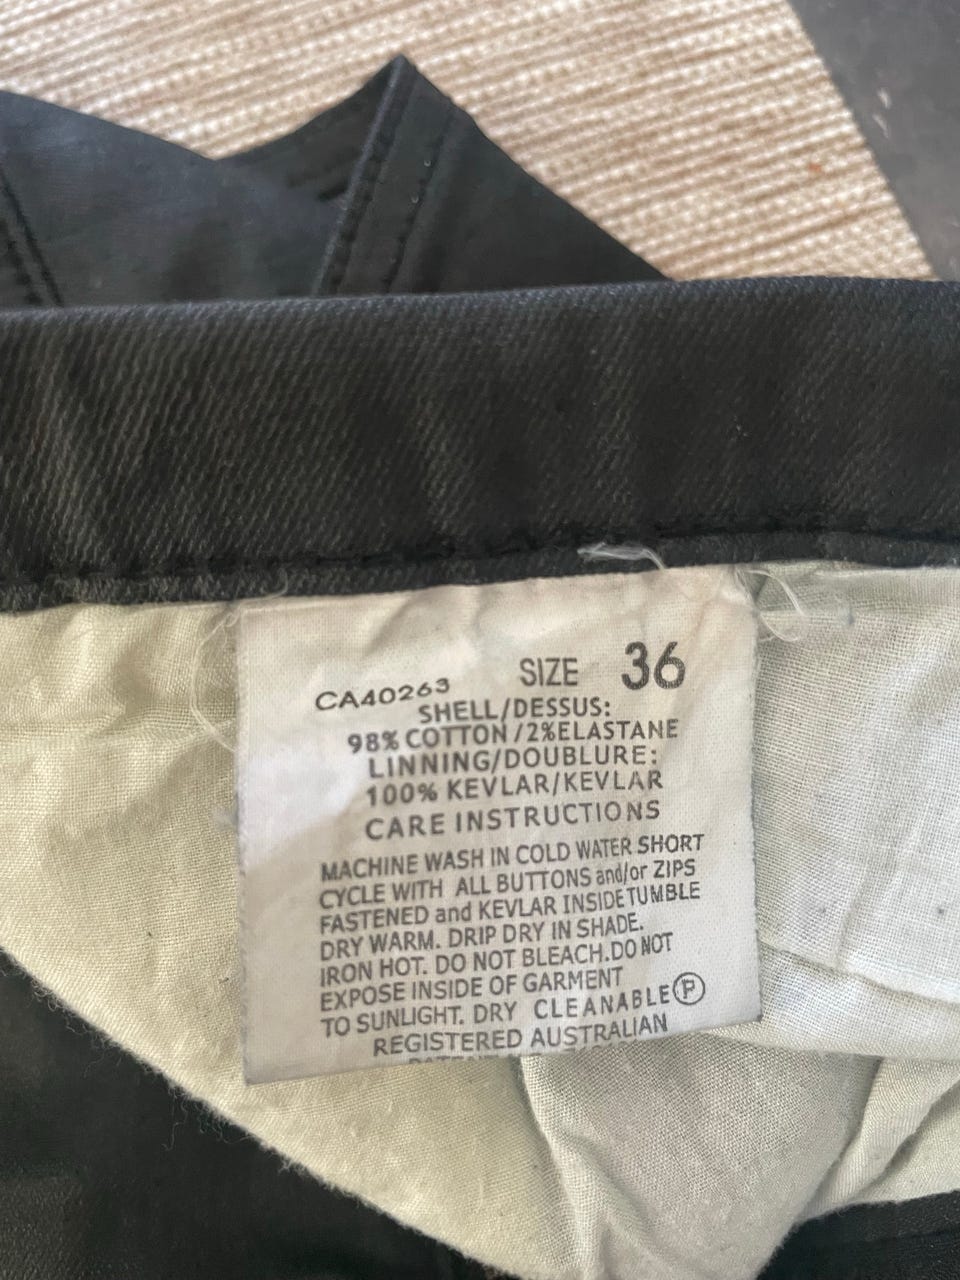 SIZE 36
CA40263
SHELL/DESSUS:
98% COTTON/2%ELASTANE
LINNING/DOUBLURE:
100% KEVLAR/KEVLAR
CARE INSTRUCTIONS
MACHINE WASH IN COLD WATER SHORT
CYCLE WITH ALL BUTTONS and/or ZIPS
FASTENED and KEVLAR INSIDE TUMBLE
DRY WARM. DRIP DRY IN SHADE.
IRON HOT. DO NOT BLEACH. DO NOT
EXPOSE INSIDE OF GARMENT
TO SUNLIGHT. DRY CLEANABLE Ⓟ
REGISTERED AUSTRALIAN